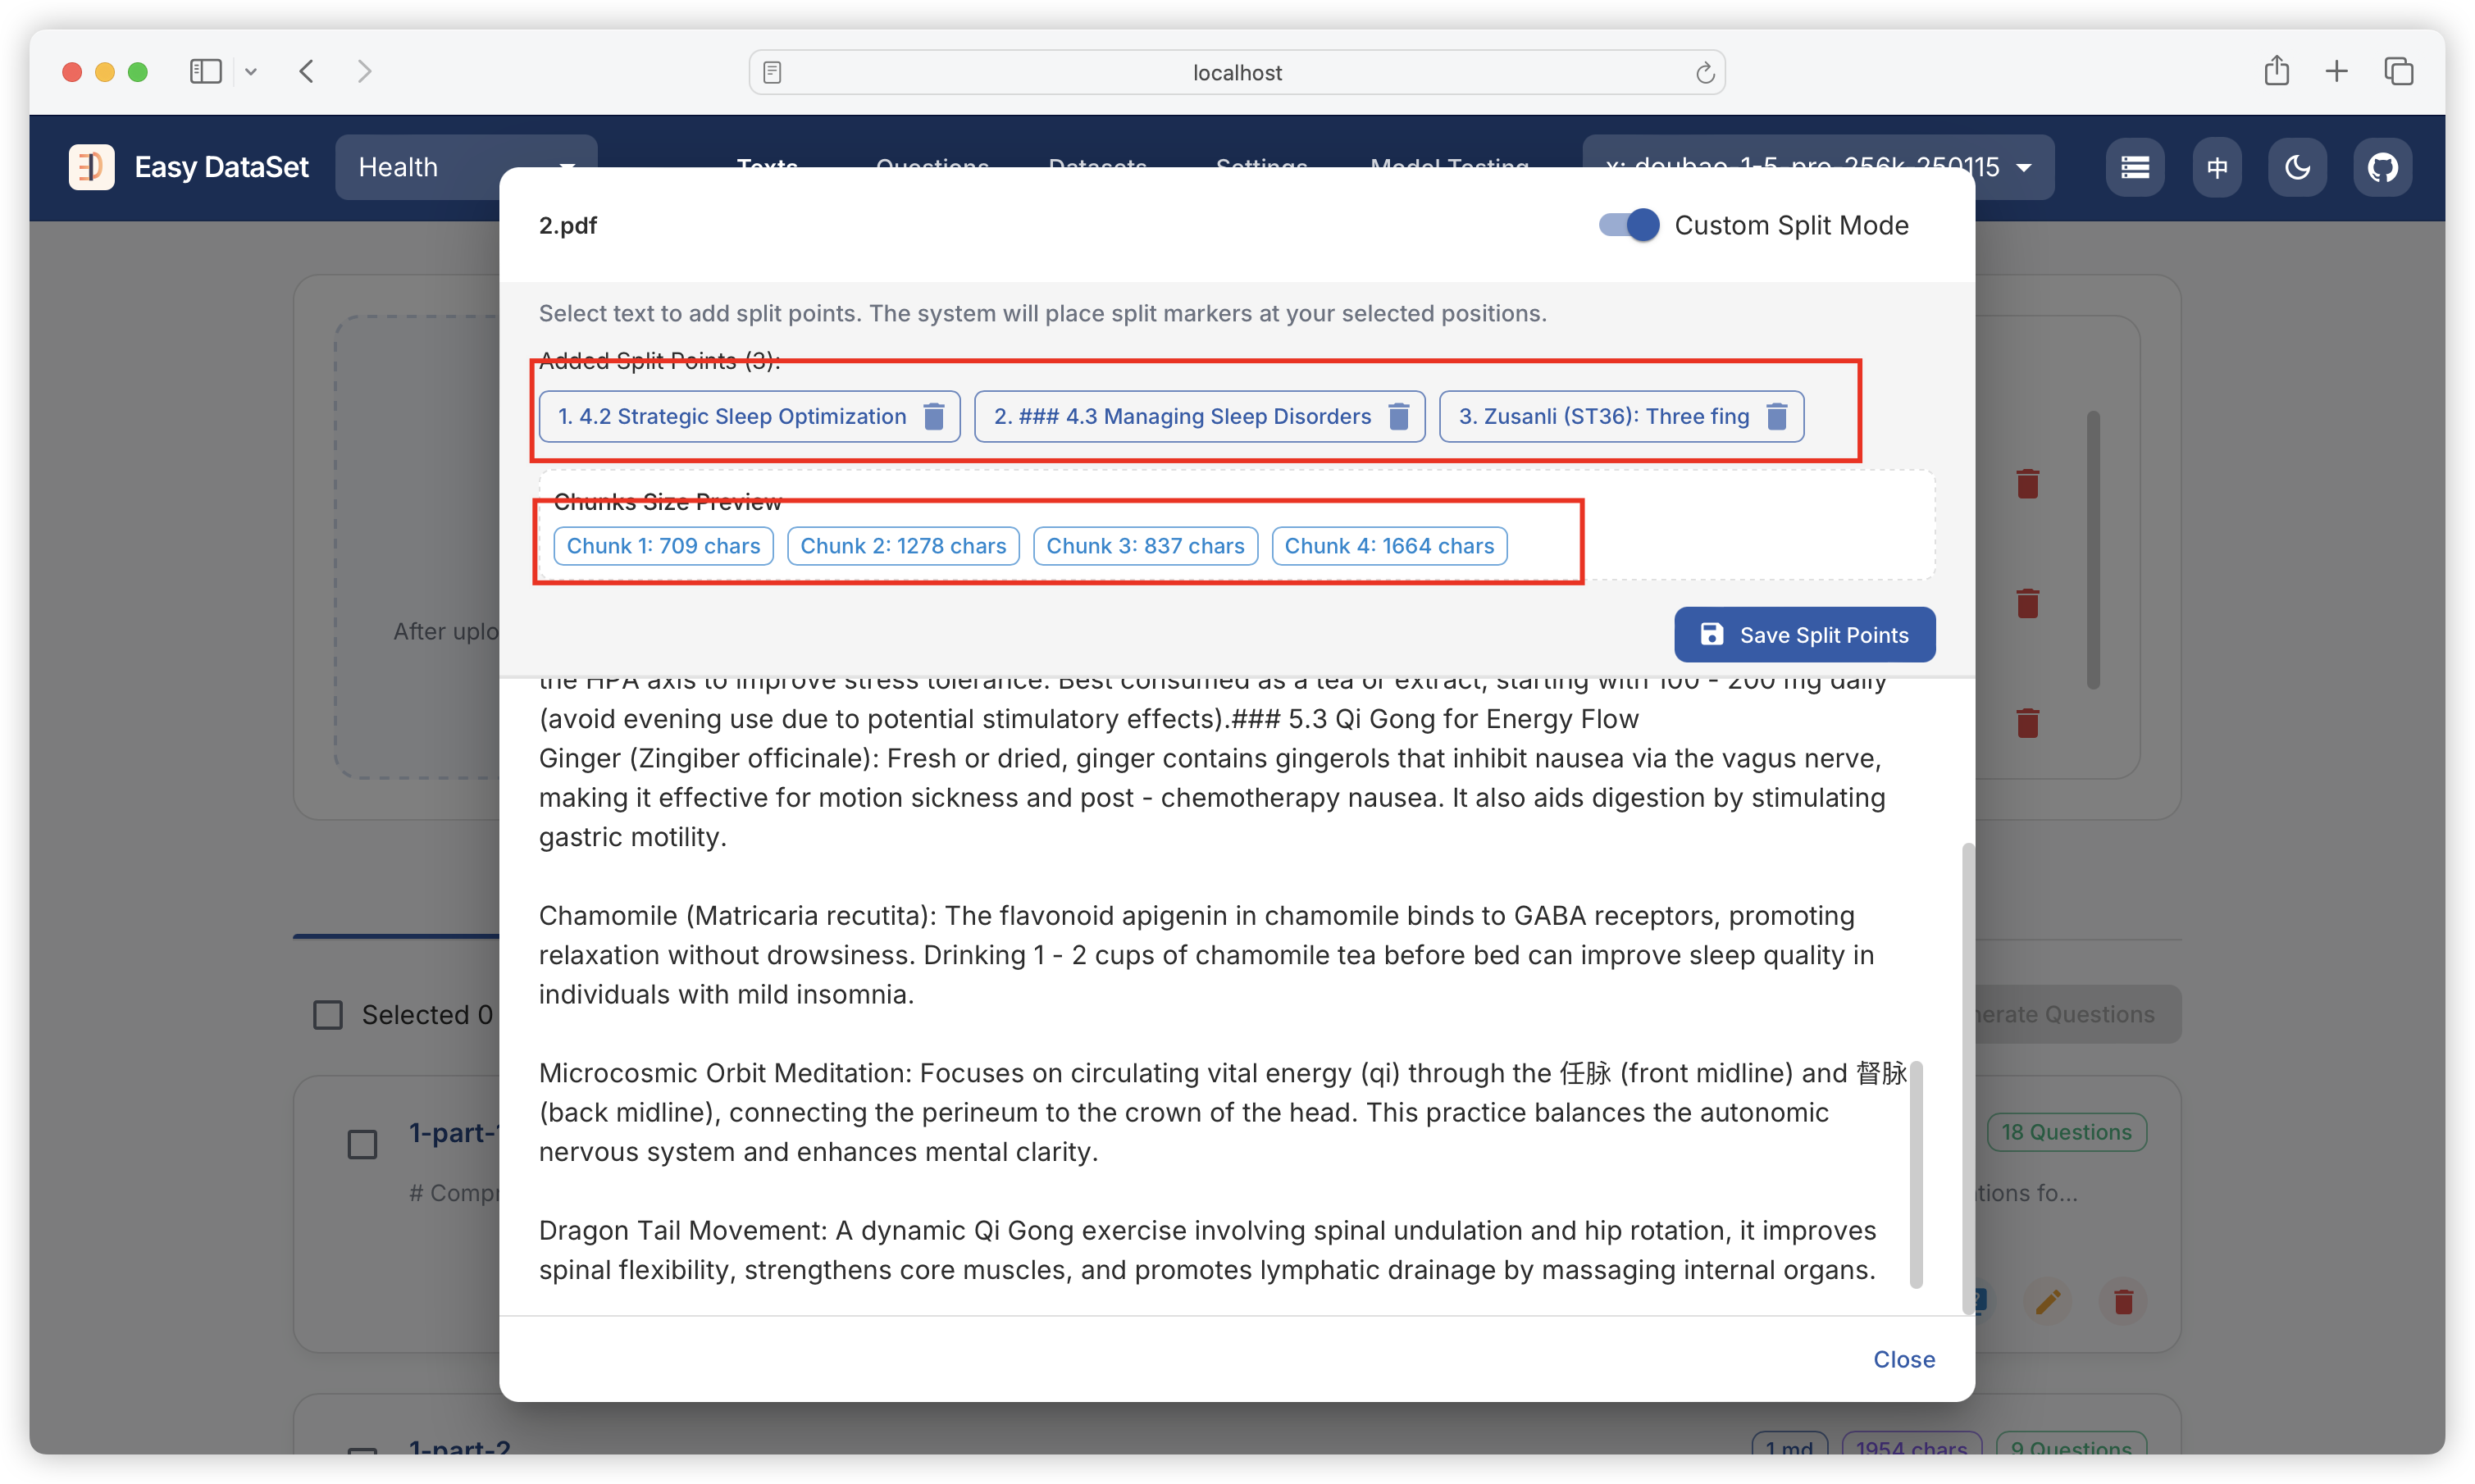 localhost
Easy DataSet
Health
Texts
Questions
Datasets
Settings
Model Testing
x: doubao-1-5-pro-256k-250115
中
2.pdf
Custom Split Mode
Select text to add split points. The system will place split markers at your selected positions.
Added Split Points (3):
1. 4.2 Strategic Sleep Optimization
2. ### 4.3 Managing Sleep Disorders
3. Zusanli (ST36): Three fing
Chunks Size Preview
Chunk 1: 709 chars
Chunk 2: 1278 chars
Chunk 3: 837 chars
Chunk 4: 1664 chars
After uplo
Save Split Points
the HPA axis to improve stress tolerance. Best consumed as a tea or extract, starting with 100 - 200 mg daily
(avoid evening use due to potential stimulatory effects).### 5.3 Qi Gong for Energy Flow
Ginger (Zingiber officinale): Fresh or dried, ginger contains gingerols that inhibit nausea via the vagus nerve,
making it effective for motion sickness and post - chemotherapy nausea. It also aids digestion by stimulating
gastric motility.
Chamomile (Matricaria recutita): The flavonoid apigenin in chamomile binds to GABA receptors, promoting
relaxation without drowsiness. Drinking 1 - 2 cups of chamomile tea before bed can improve sleep quality in
individuals with mild insomnia.
Selected 0
nerate Questions
Microcosmic Orbit Meditation: Focuses on circulating vital energy (qi) through the 任脉 (front midline) and 督脉
(back midline), connecting the perineum to the crown of the head. This practice balances the autonomic
nervous system and enhances mental clarity.
1-part-1
18 Questions
# Compr
tions fo...
Dragon Tail Movement: A dynamic Qi Gong exercise involving spinal undulation and hip rotation, it improves
spinal flexibility, strengthens core muscles, and promotes lymphatic drainage by massaging internal organs.
Close
1-part-2
1.md
1954 chars
9 Questions